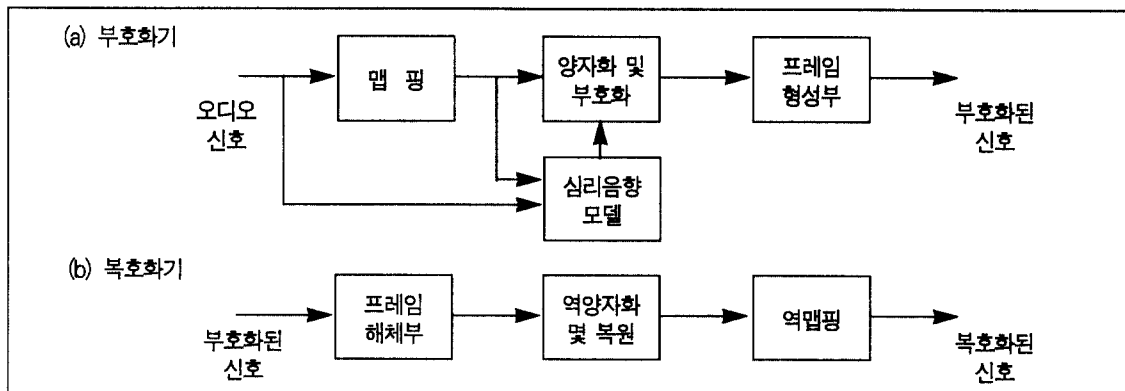 (a) 부호화기
맵 핑
양자화 및
부호화
프레임
형성부
오디오
신호
부호화된
신호
심리음향
모델
(b) 복호화기
프레임
해체부
역양자화
몇 복원
역맵핑
부호화된
신호
복호화된
신호